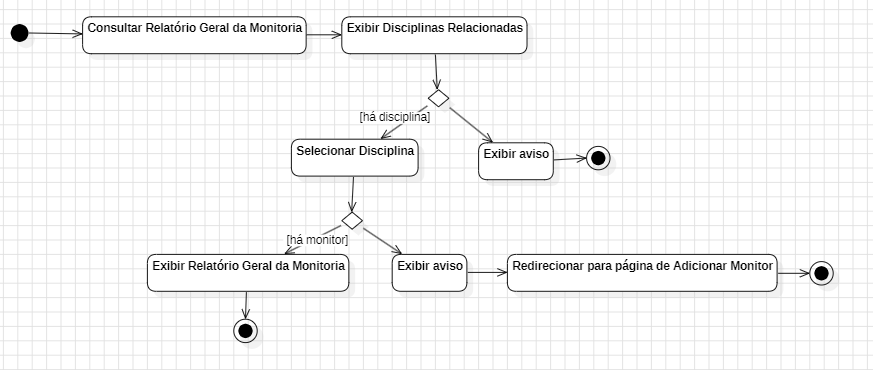 Consultar Relatório Geral da Monitoria
Exibir Disciplinas Relacionadas
[há disciplina]
Selecionar Disciplina
Exibir aviso
[há monitor]
Exibir Relatório Geral da Monitoria
Exibir aviso
Redirecionar para página de Adicionar Monitor